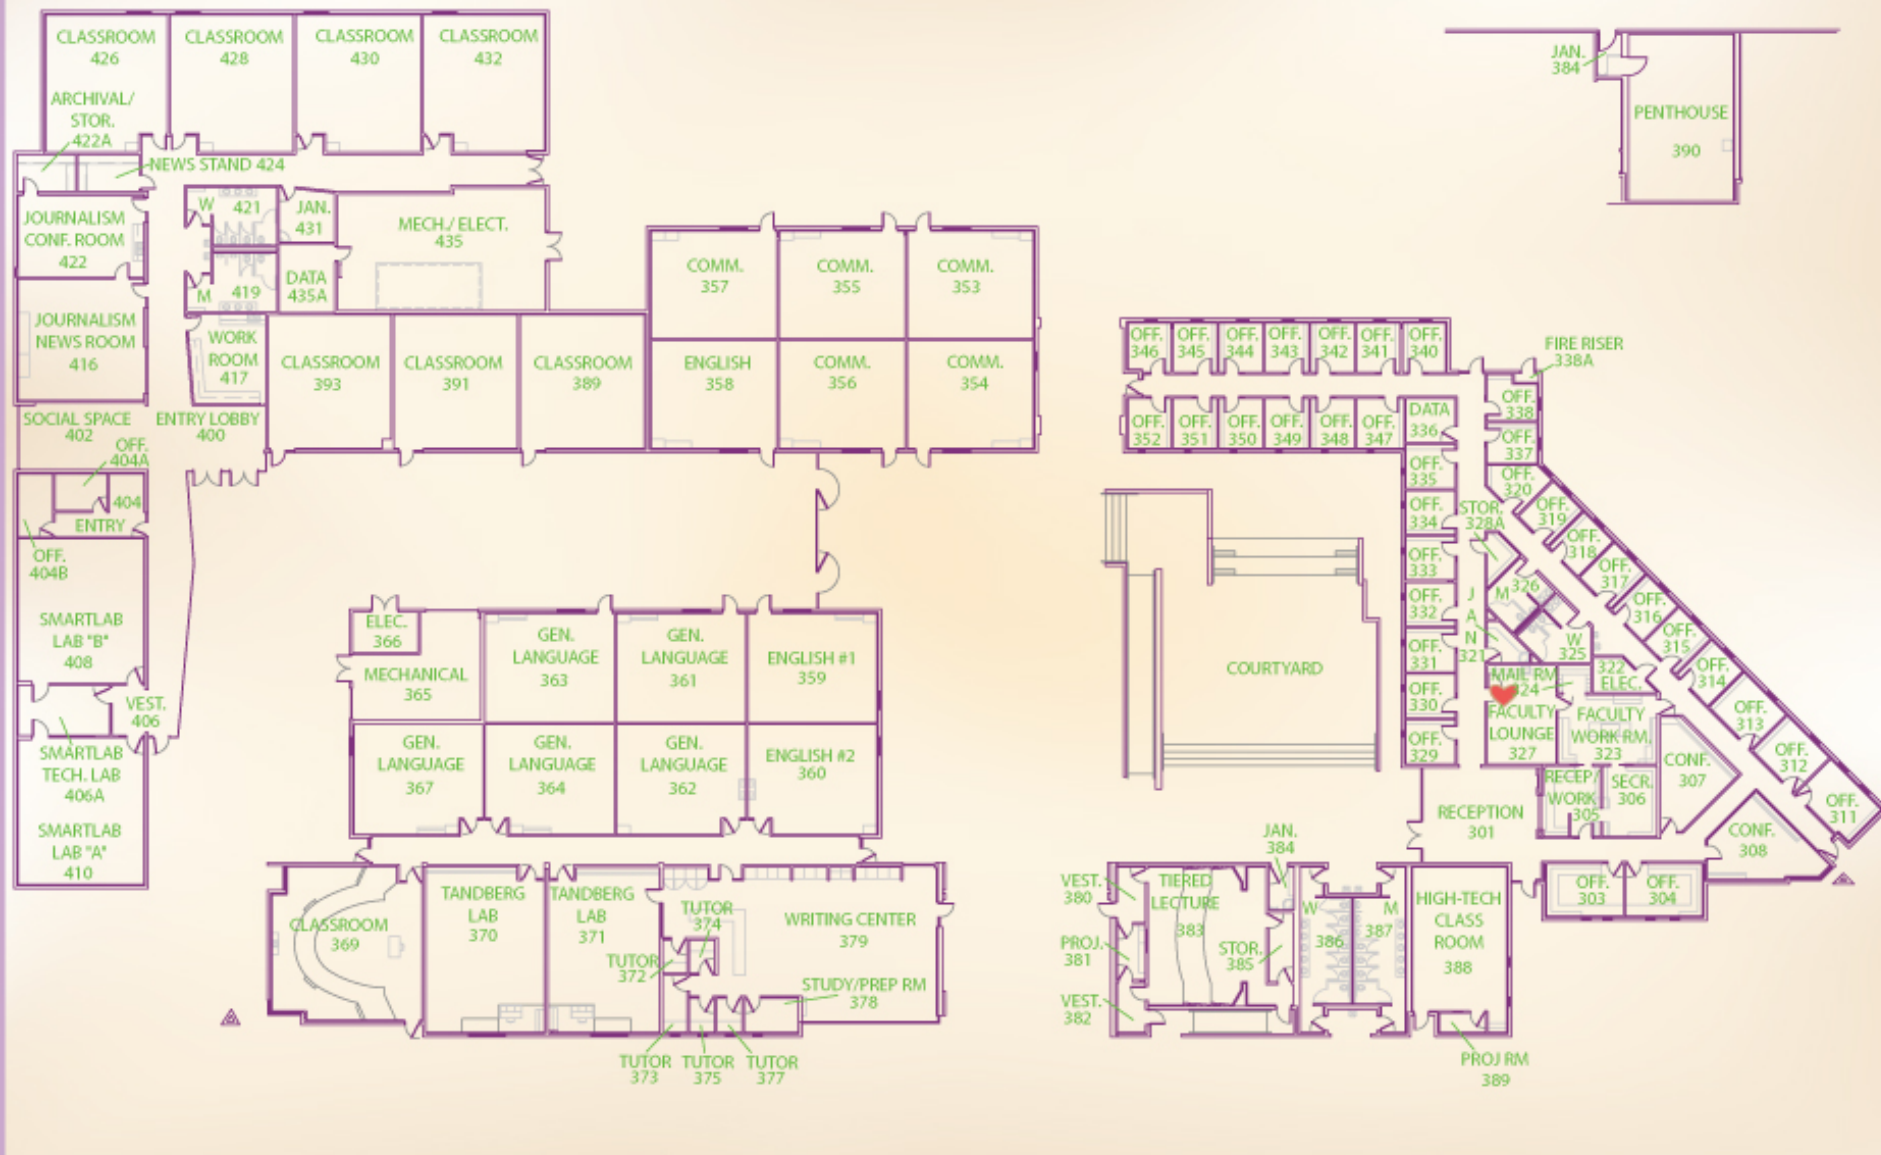 CLASSROOM
426
CLASSROOM
428
CLASSROOM
430
CLASSROOM
432
ARCHIVAL/
STOR.
422A
NEWS STAND 424
JOURNALISM
CONF. ROOM
422
W
421
JAN.
431
MECH./ ELECT.
435
M
419
DATA
435A
JOURNALISM
NEWS ROOM
416
WORK
ROOM
417
CLASSROOM
393
CLASSROOM
391
CLASSROOM
389
SOCIAL SPACE
402
ENTRY LOBBY
400
OFF.
404A
404
ENTRY
OFF.
404B
SMARTLAB
LAB "B"
408
VEST.
406
SMARTLAB
TECH. LAB
406A
SMARTLAB
LAB "A"
410
COMM.
357
COMM.
355
COMM.
353
ENGLISH
358
COMM.
356
COMM.
354
ELEC.
366
MECHANICAL
365
GEN.
LANGUAGE
363
GEN.
LANGUAGE
361
ENGLISH #1
359
GEN.
LANGUAGE
367
GEN.
LANGUAGE
364
GEN.
LANGUAGE
362
ENGLISH #2
360
CLASSROOM
369
TANDBERG
LAB
370
TANDBERG
LAB
371
TUTOR
374
WRITING CENTER
379
TUTOR
372
STUDY/PREP RM
378
TUTOR
373
TUTOR
375
TUTOR
377
JAN.
384
PENTHOUSE
390
OFF.
346
OFF.
345
OFF.
344
OFF.
343
OFF.
342
OFF.
341
OFF.
340
FIRE RISER
338A
OFF.
338
OFF.
352
OFF.
351
OFF.
350
OFF.
349
OFF.
348
OFF.
347
DATA
336
OFF.
337
OFF.
335
OFF.
320
OFF.
334
STOR.
328A
OFF.
319
OFF.
333
OFF.
318
OFF.
317
OFF.
332
JAN
321
M
326
OFF.
316
OFF.
331
W
325
OFF.
315
OFF.
330
MAIL RM
424
322
ELEC.
OFF.
314
OFF.
329
FACULTY
LOUNGE
327
FACULTY
WORK RM.
323
OFF.
313
CONF.
307
OFF.
312
COURTYARD
RECEP/
WORK
305
SECR.
306
OFF.
311
RECEPTION
301
CONF.
308
OFF.
303
OFF.
304
VEST.
380
TIERED
LECTURE
383
JAN.
384
PROJ.
381
STOR.
385
W
386
M
387
HIGH-TECH
CLASS
ROOM
388
VEST.
382
PROJ RM
389